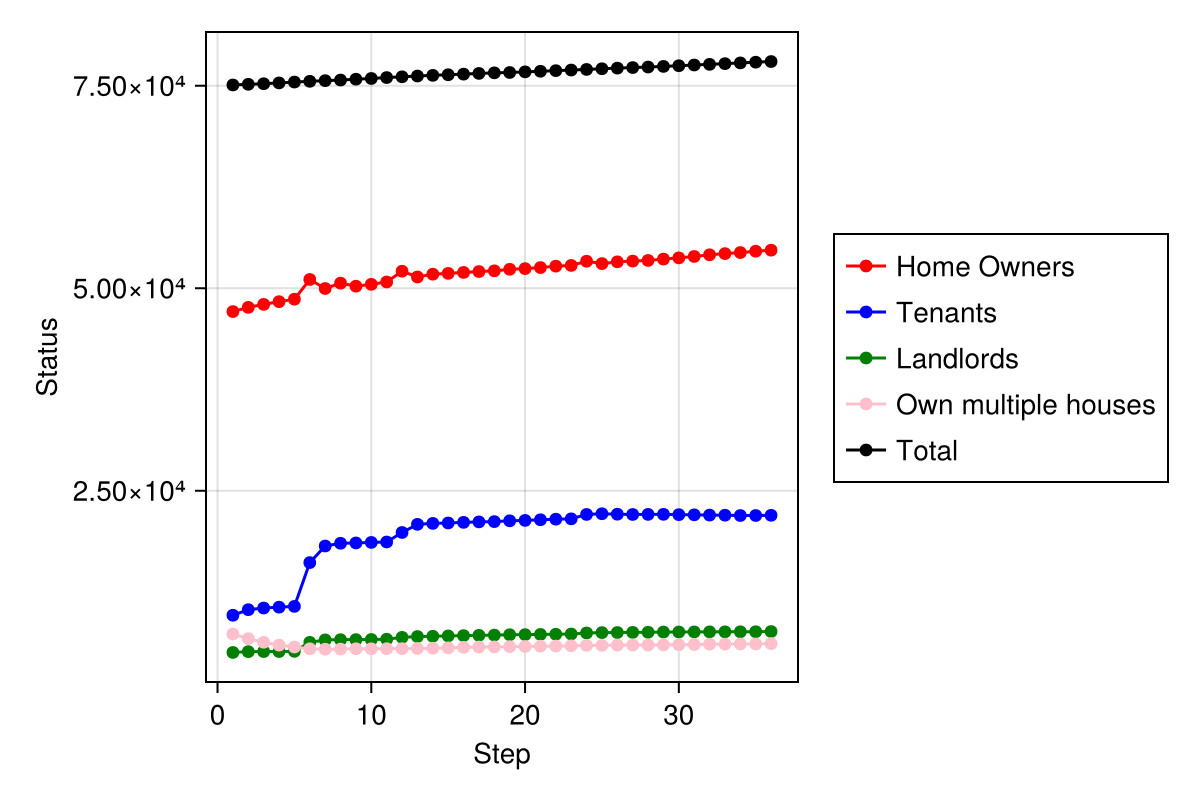 7.50×10⁴
5.00×10⁴
2.50×10⁴
Status
0 10 20 30
Step
Home Owners
Tenants
Landlords
Own multiple houses
Total